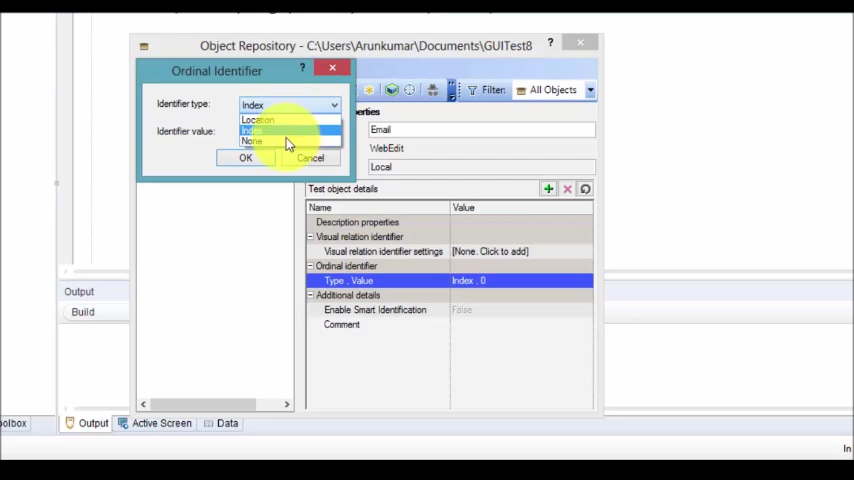 Object Repository - C:\Users\Arunkumar\Documents\GUITest8
?
Ordinal Identifier
?
Identifier type:
Index
Location
Index
None
Identifier value:
OK
Cancel
Filter:
All Objects
perties
Email
WebEdit
Local
Test object details
Name
Value
Description properties
Visual relation identifier
Visual relation identifier settings
[None. Click to add]
Ordinal identifier
Type , Value
Index , 0
Additional details
Enable Smart Identification
False
Comment
Output
Build
oolbox
Output
Active Screen
Data
In